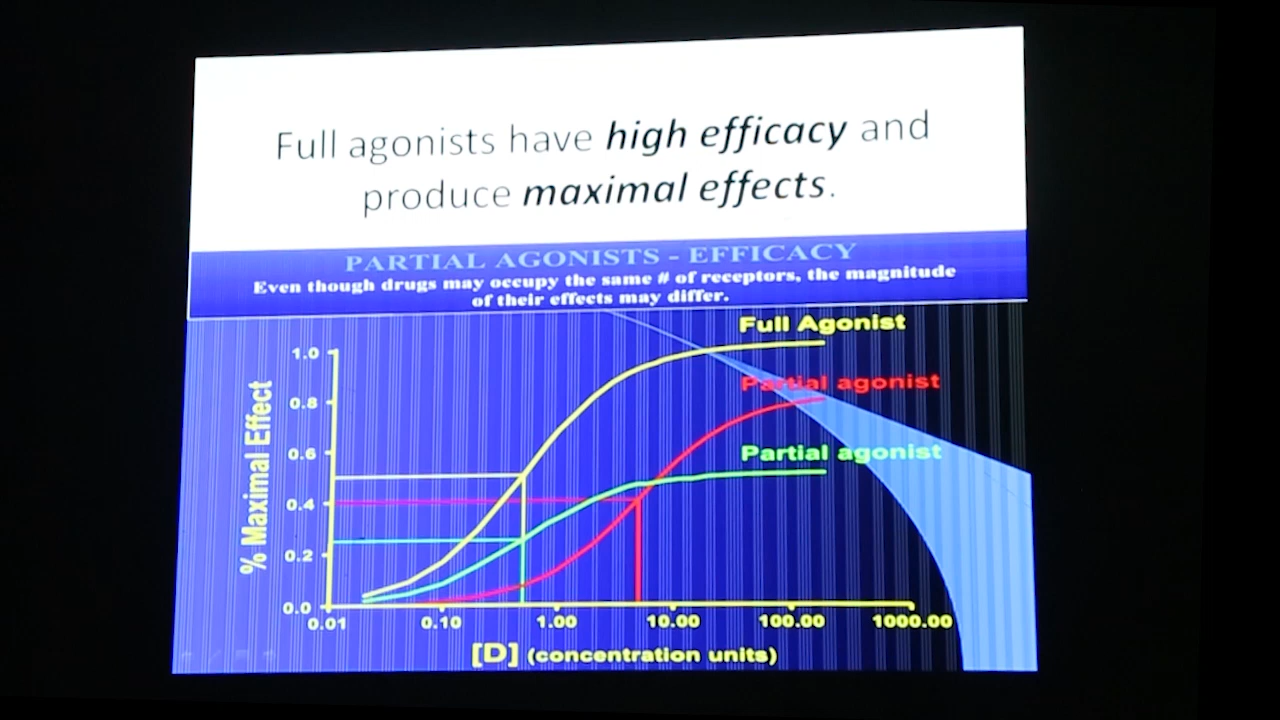 Full agonists have high efficacy and
produce maximal effects.
PARTIAL AGONISTS - EFFICACY
Even though drugs may occupy the same # of receptors, the magnitude
of their effects may differ.
Full Agonist
Partial agonist
Partial agonist
% Maximal Effect
1.0
0.8
0.6
0.4
0.2
0.0
0.01 0.10 1.00 10.00 100.00 1000.00
[D] (concentration units)